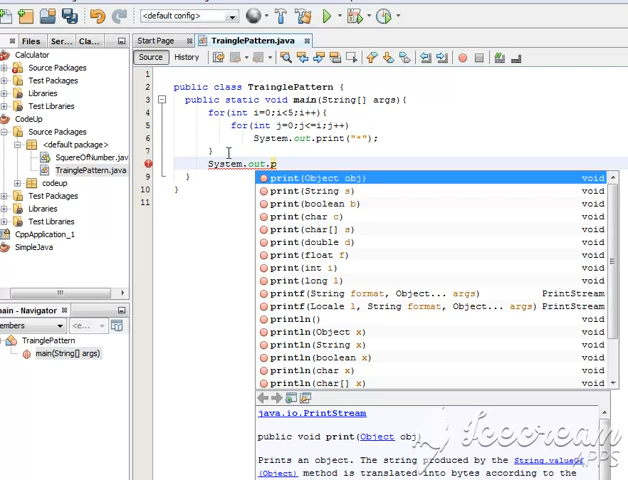 <default config>
Files
Ser...
Cla...
Calculator
Source Packages
Test Packages
Libraries
Test Libraries
CodeUp
Source Packages
<default package>
SquereOfNumber.jav
TrainglePattern.java
codeup
Test Packages
Libraries
Test Libraries
CppApplication_1
SimpleJava
main - Navigator
embers
<e...
TrainglePattern
main(String[] args)
Start Page
TrainglePattern.java
Source
History
1
2 public class TrainglePattern {
3 public static void main(String[] args){
4 for(int i=0;i<5;i++){
5 for(int j=0;j<=i;j++)
6 System.out.print("*");
7 }
System.out.p
9 }
10 }
11
print(Object obj) void
print(String s) void
print(boolean b) void
print(char c) void
print(char[] s) void
print(double d) void
print(float f) void
print(int i) void
print(long l) void
printf(String format, Object... args) PrintStream
printf(Locale l, String format, Object... args) PrintStream
println() void
println(Object x) void
println(String x) void
println(boolean x) void
println(char x) void
println(char[] x) void
java.io.PrintStream
public void print(Object obj)
Prints an object. The string produced by the String.valueOf
(Object) method is translated into bytes according to the
Icecream
APPS